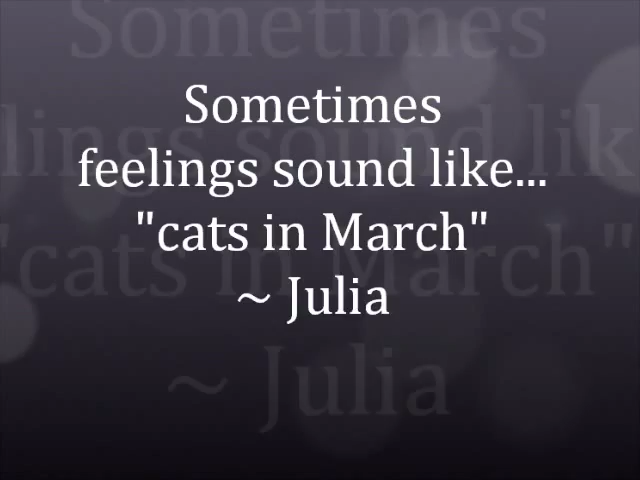 Sometimes
feelings sound like...
"cats in March"
~ Julia